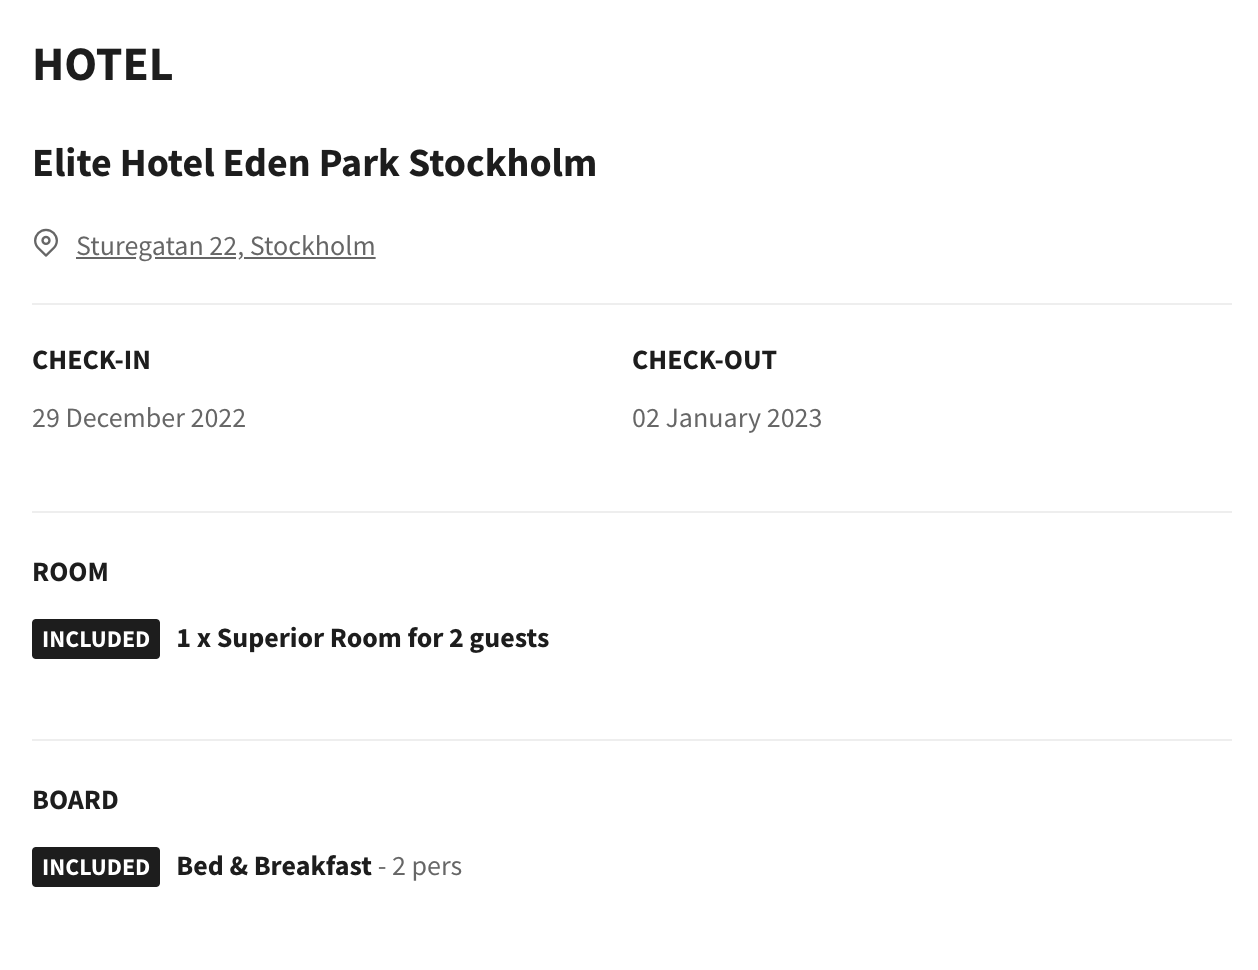 HOTEL
Elite Hotel Eden Park Stockholm
Sturegatan 22, Stockholm
CHECK-IN
29 December 2022
CHECK-OUT
02 January 2023
ROOM
INCLUDED 1 x Superior Room for 2 guests
BOARD
INCLUDED Bed & Breakfast - 2 pers